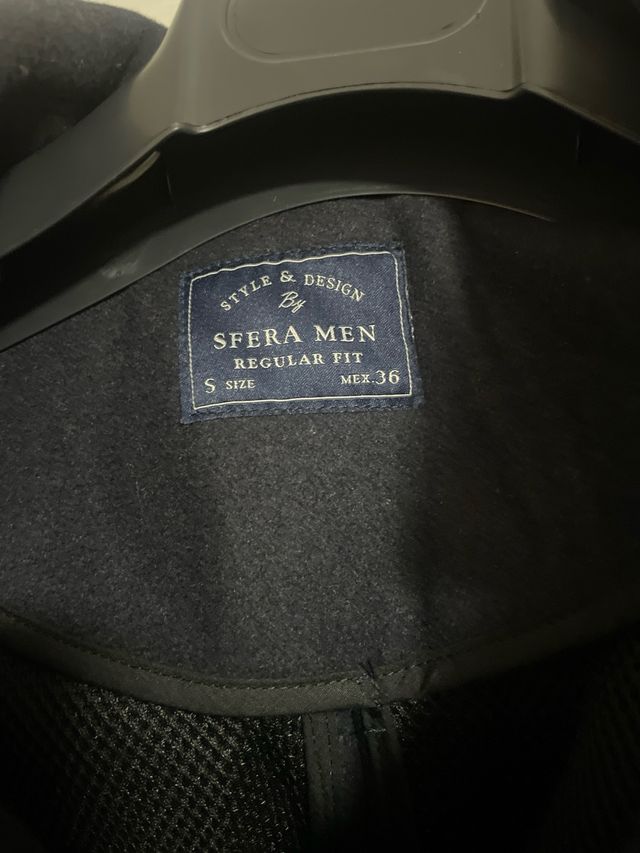 STYLE & DESIGN
By
SFERA MEN
REGULAR FIT
S SIZE MEX.36